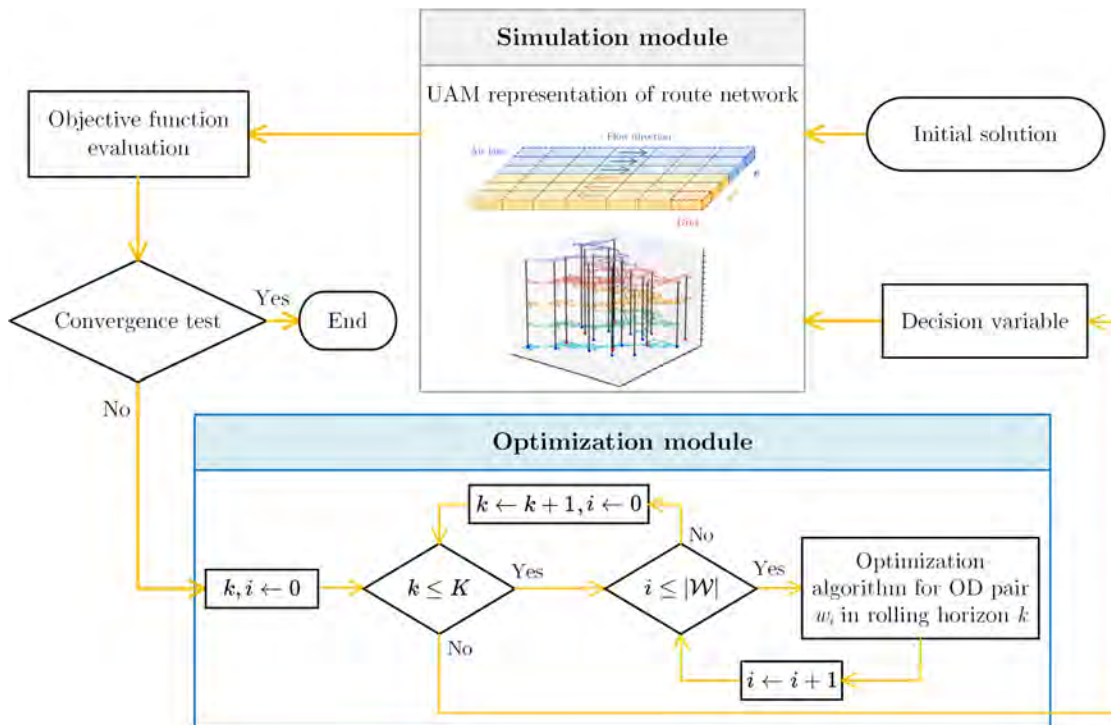 Simulation module
UAM representation of route network
Flow direction
Air lane
Objective function
evaluation
Initial solution
Convergence test
Yes
End
Decision variable
No
Optimization module
k ← k + 1, i ← 0
No
k, i ← 0
k ≤ K
Yes
i ≤ |𝒲|
Yes
Optimization
algorithm for OD pair
wᵢ in rolling horizon k
No
i ← i + 1